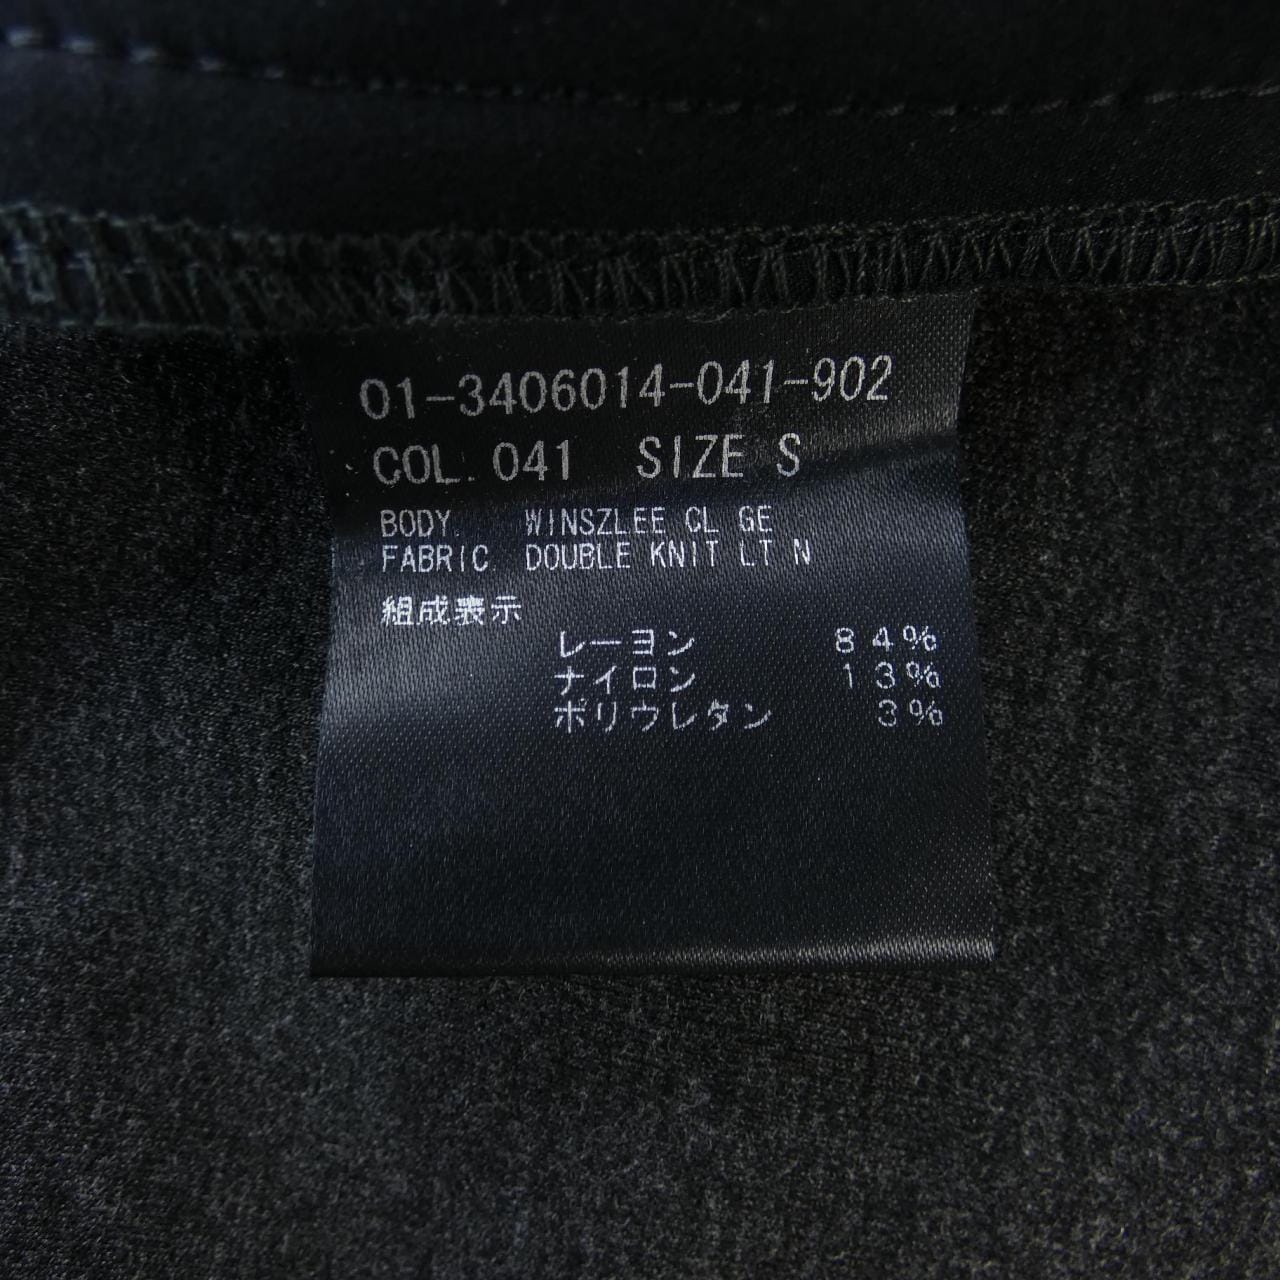 01-3406014-041-902
COL. 041 SIZE S
BODY. WINSZLEE CL GE
FABRIC. DOUBLE KNIT LT N
組成表示
レーヨン 84%
ナイロン 13%
ポリウレタン 3%